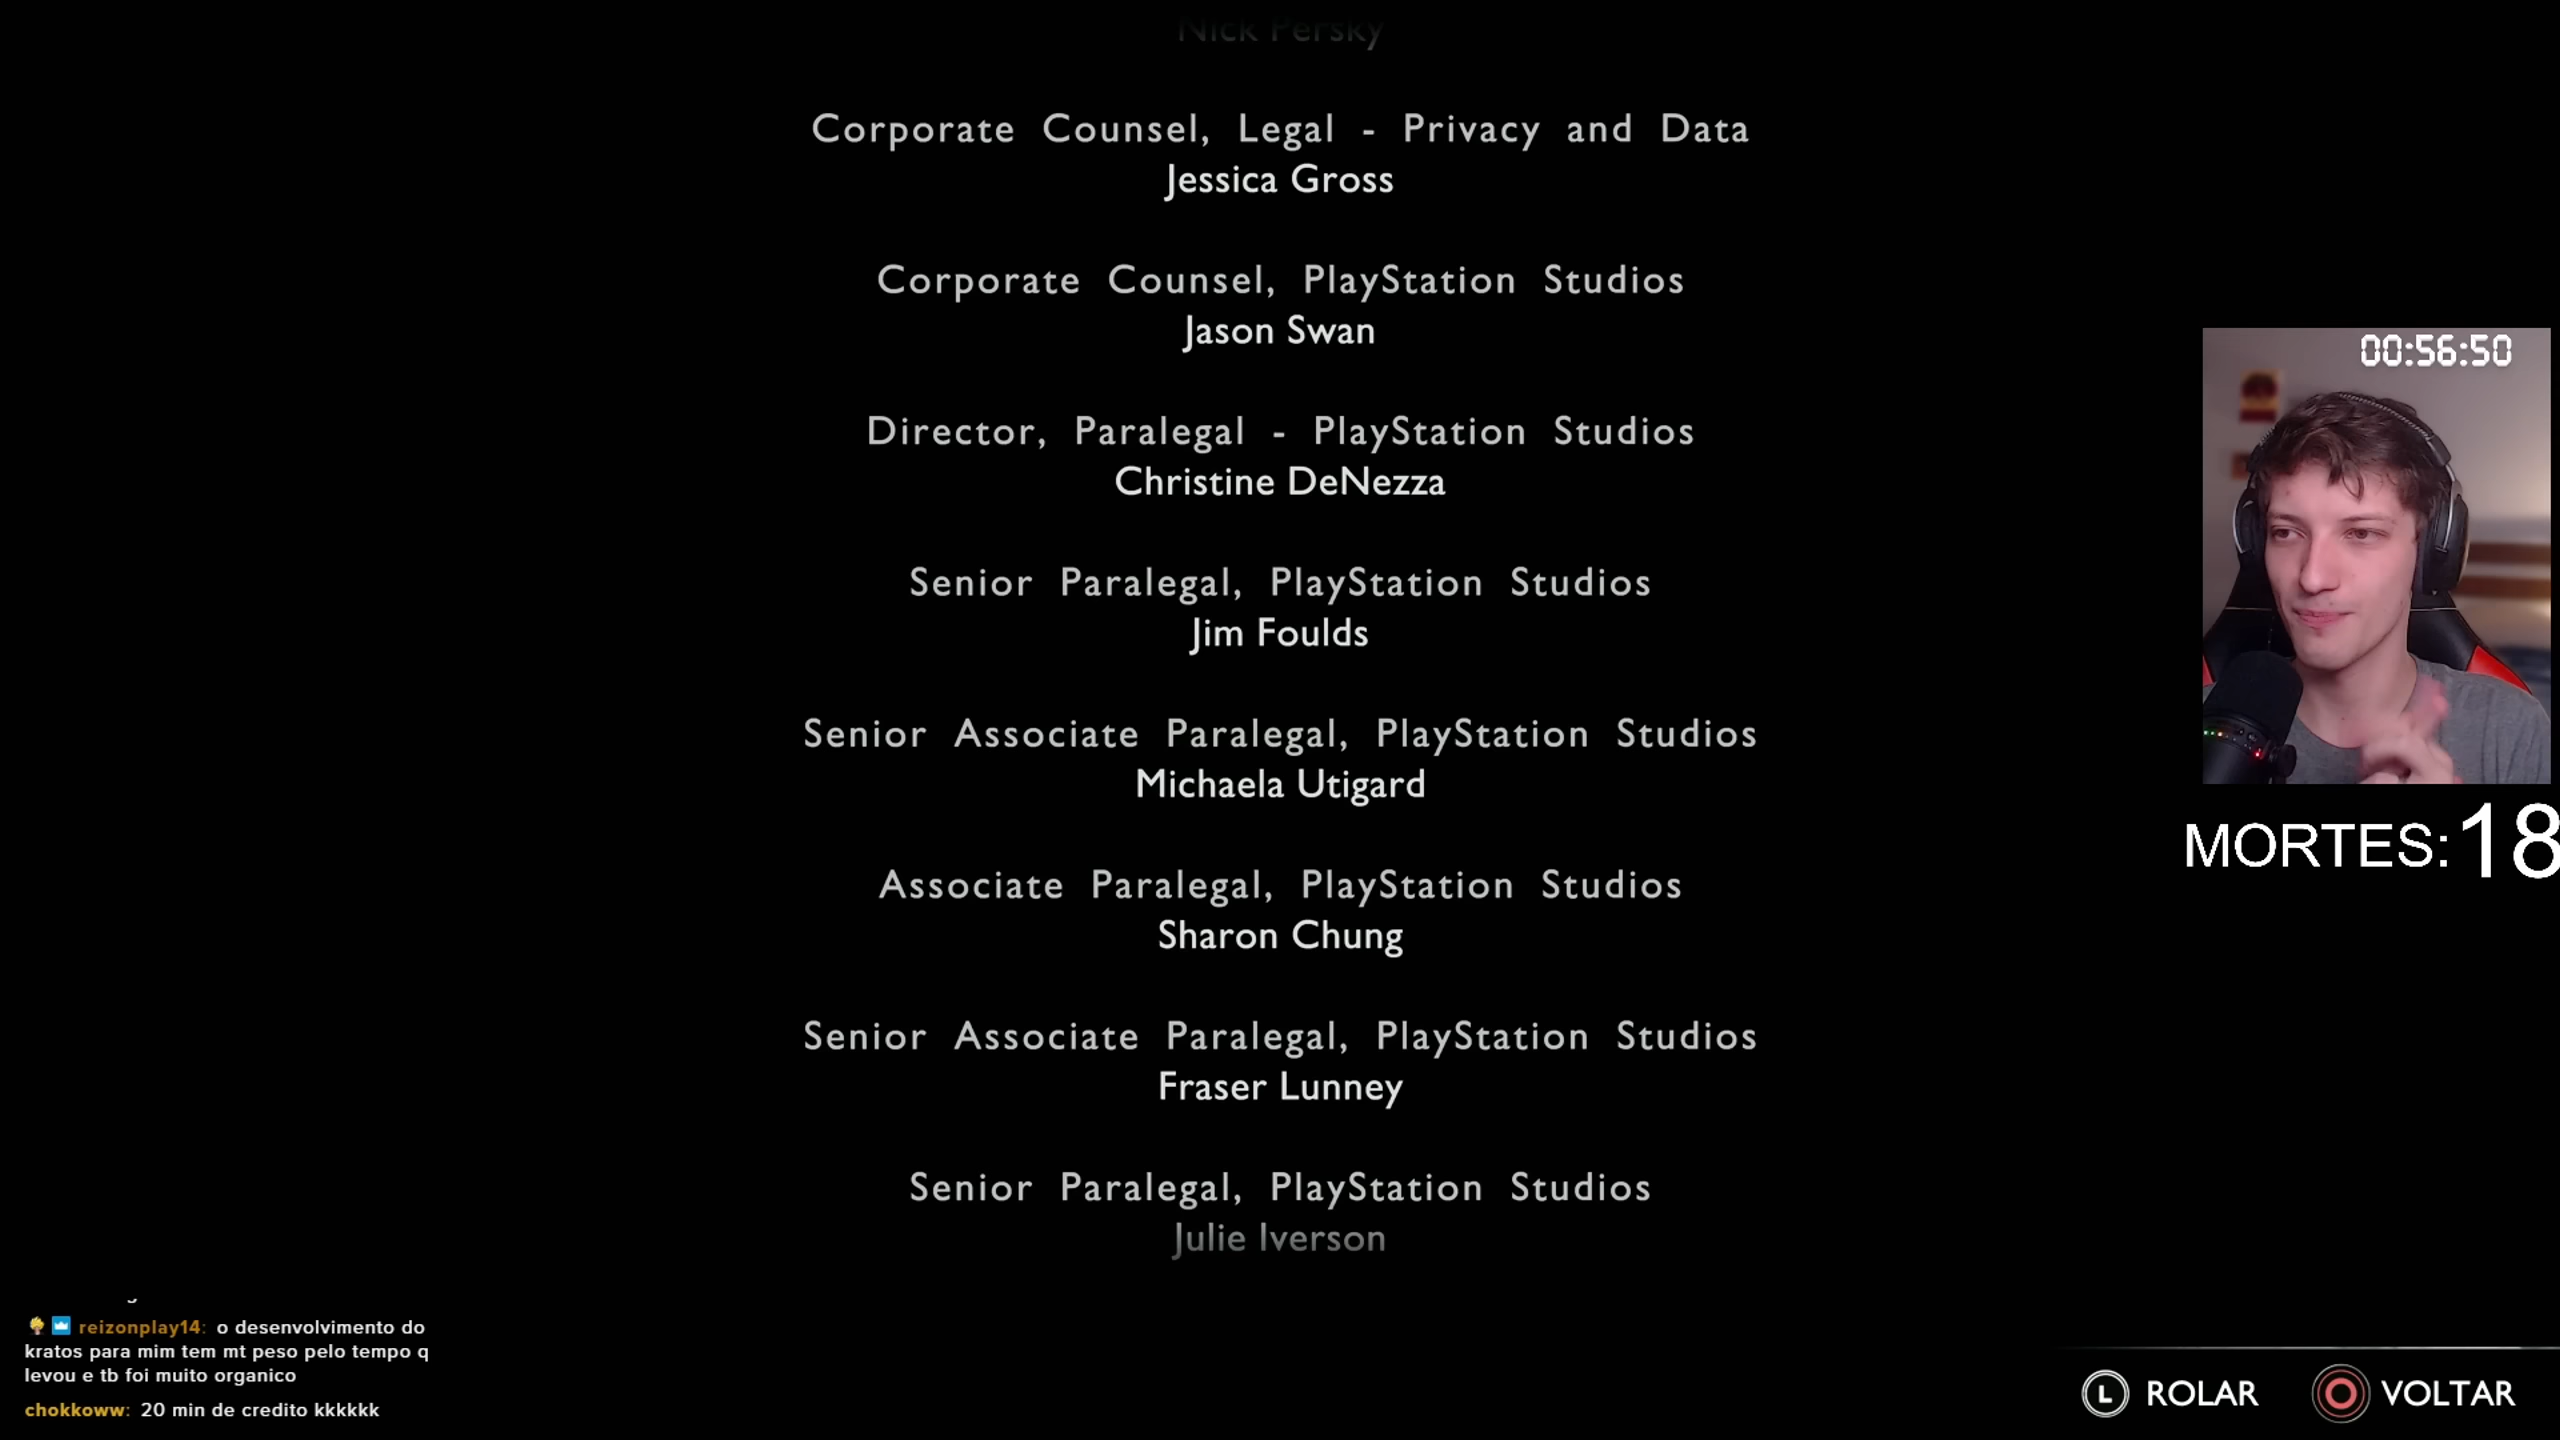 Nick Persky
Corporate Counsel, Legal - Privacy and Data
Jessica Gross
Corporate Counsel, PlayStation Studios
Jason Swan
Director, Paralegal - PlayStation Studios
Christine DeNezza
Senior Paralegal, PlayStation Studios
Jim Foulds
Senior Associate Paralegal, PlayStation Studios
Michaela Utigard
Associate Paralegal, PlayStation Studios
Sharon Chung
Senior Associate Paralegal, PlayStation Studios
Fraser Lunney
Senior Paralegal, PlayStation Studios
Julie Iverson
00:56:50
MORTES:18
reizonplay14: o desenvolvimento do
kratos para mim tem mt peso pelo tempo q
levou e tb foi muito organico
chokkoww: 20 min de credito kkkkkk
L ROLAR VOLTAR